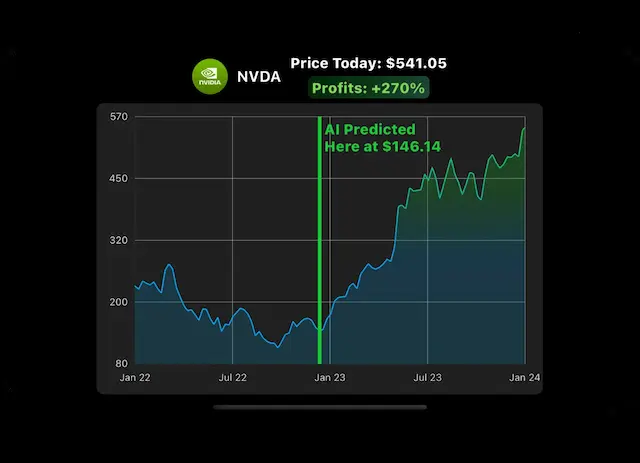 Price Today: $541.05
NVIDIA
NVDA
Profits: +270%
570
AI Predicted
Here at $146.14
450
320
200
80
Jan 22
Jul 22
Jan 23
Jul 23
Jan 24